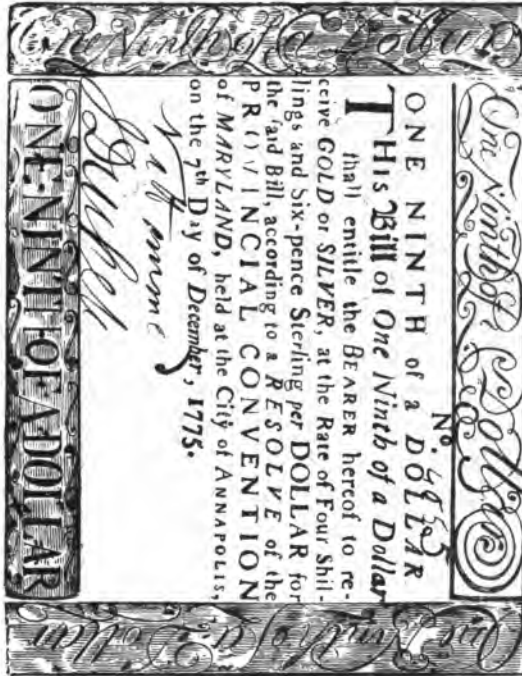 One Ninth of Dollar
No.
ONE NINTH of a DOLLAR
THis Bill of One Ninth of a Dollar
ſhall entitle the BEARER hereof to re-
ceive GOLD or SILVER, at the Rate of Four Shil-
lings and Six-pence Sterling per DOLLAR for
the ſaid Bill, according to a RESOLVE of the
PROVINCIAL CONVENTION
of MARYLAND, held at the City of ANNAPOLIS,
on the 7th Day of December, 1775.
One Ninth of a Dollar
One Ninth of a Dollar
ONE-NINTH-OF-A-DOLLAR